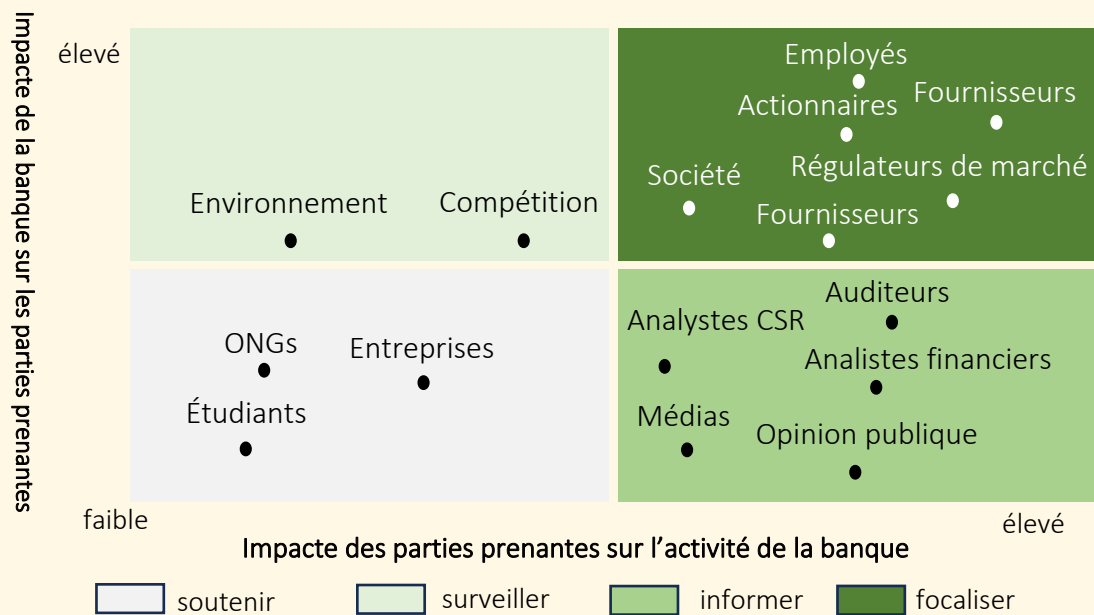 Impacte de la banque sur les parties prenantes
élevé
Employés
Actionnaires
Fournisseurs
Société
Régulateurs de marché
Fournisseurs
Environnement
Compétition
ONGs
Entreprises
Étudiants
Auditeurs
Analystes CSR
Analistes financiers
Médias
Opinion publique
faible
élevé
Impacte des parties prenantes sur l’activité de la banque
soutenir
surveiller
informer
focaliser